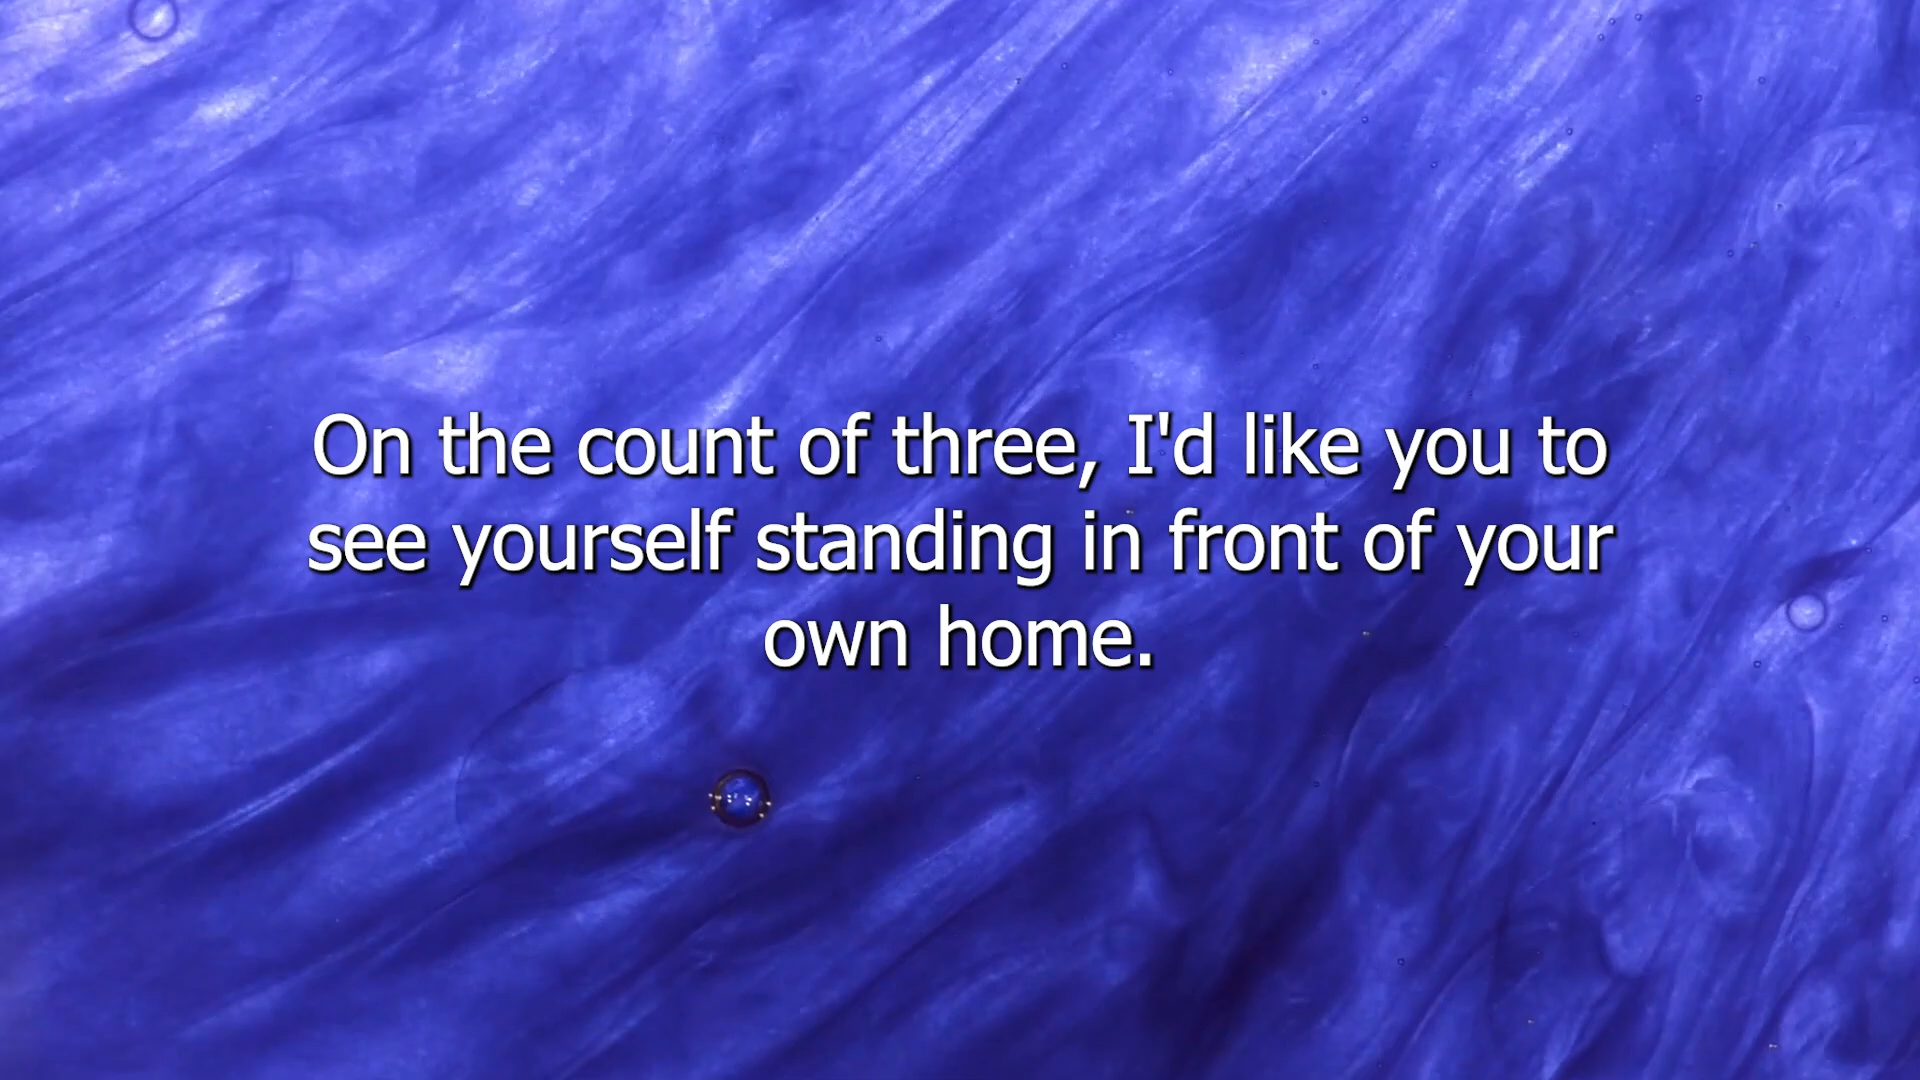 On the count of three, I'd like you to
see yourself standing in front of your
own home.